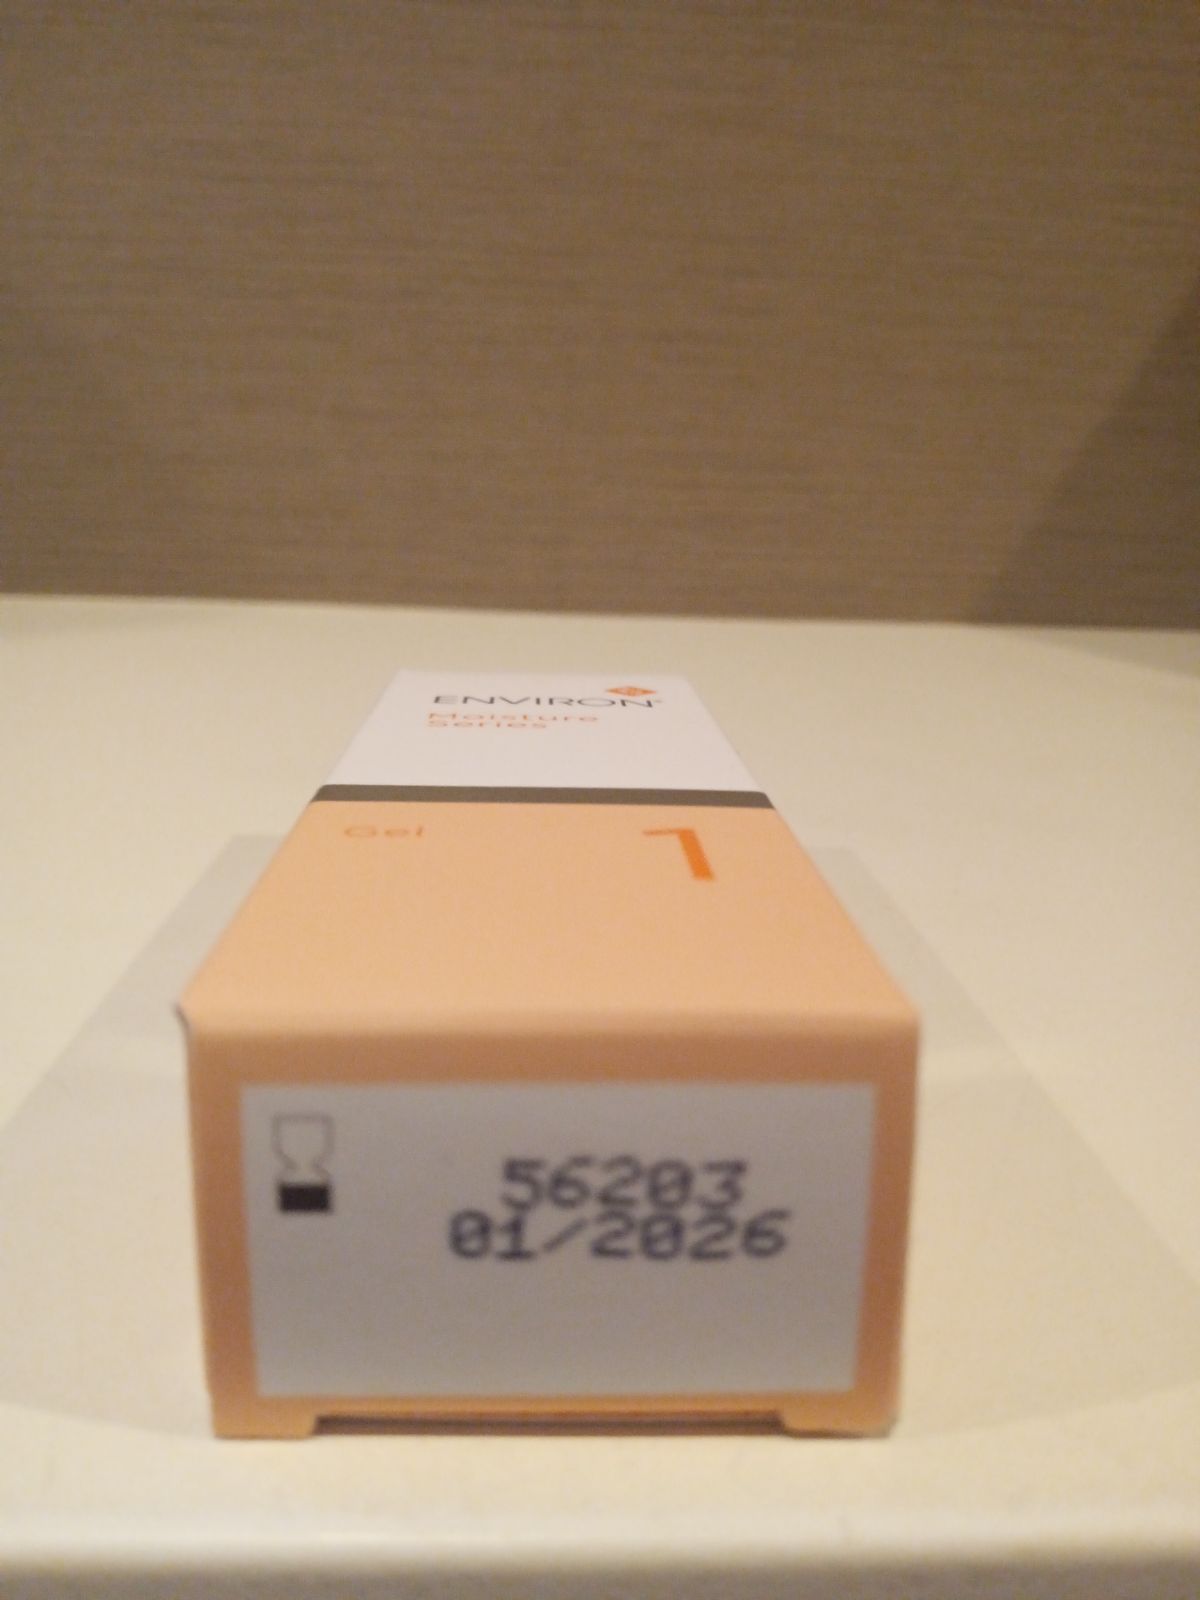 ENVIRON®
Moisture
Series
Gel
1
56203
01/2026